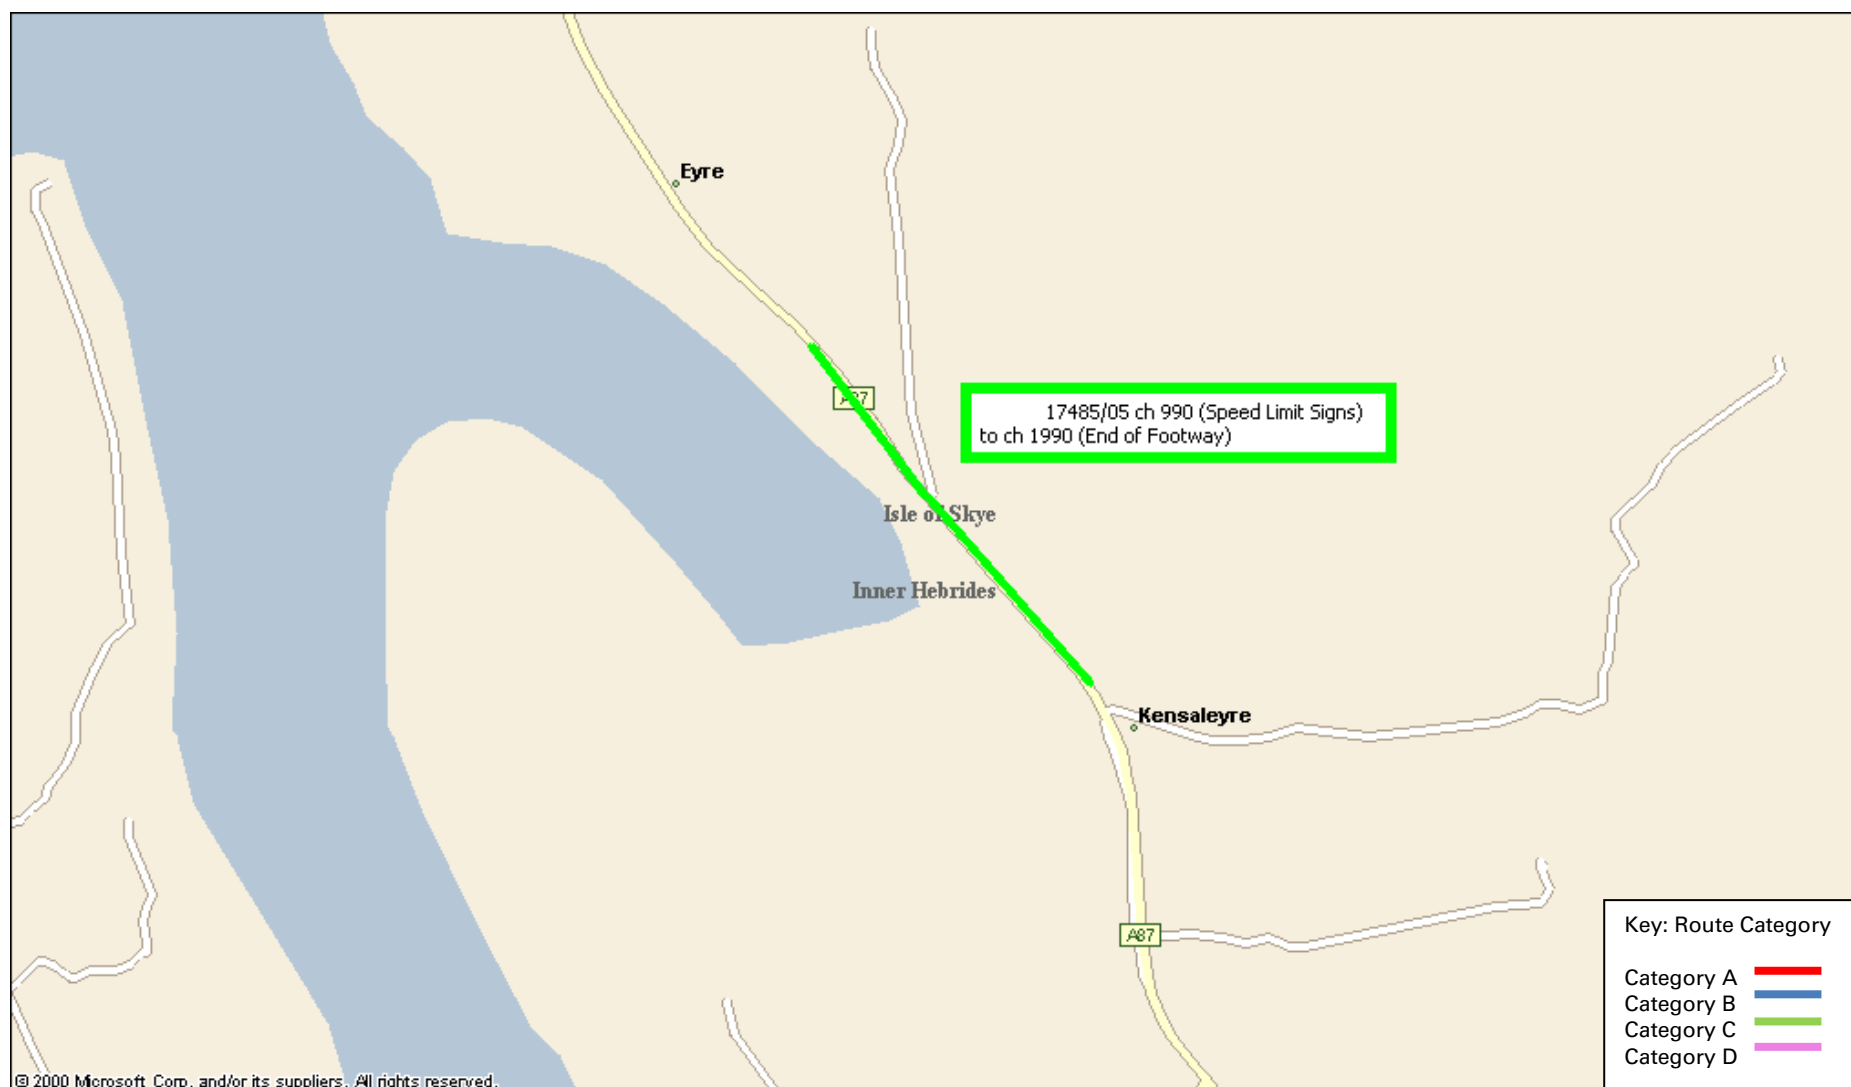 Eyre
A87
17485/05 ch 990 (Speed Limit Signs)
to ch 1990 (End of Footway)
Isle of Skye
Inner Hebrides
Kensaleyre
A87
Key: Route Category
Category A
Category B
Category C
Category D
© 2000 Microsoft Corp. and/or its suppliers. All rights reserved.